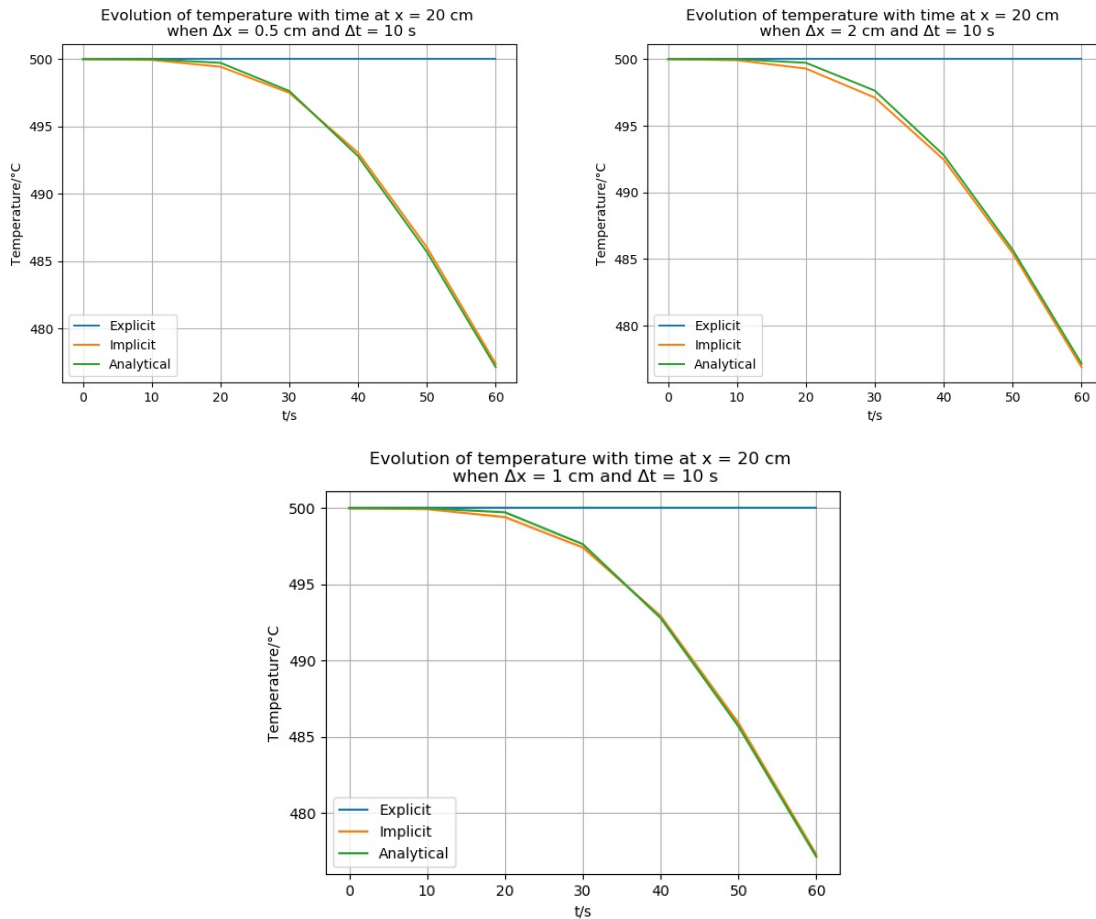 Evolution of temperature with time at x = 20 cm
when Δx = 0.5 cm and Δt = 10 s
500
495
490
485
480
Temperature/°C
Explicit
Implicit
Analytical
0 10 20 30 40 50 60
t/s
Evolution of temperature with time at x = 20 cm
when Δx = 2 cm and Δt = 10 s
500
495
490
485
480
Temperature/°C
Explicit
Implicit
Analytical
0 10 20 30 40 50 60
t/s
Evolution of temperature with time at x = 20 cm
when Δx = 1 cm and Δt = 10 s
500
495
490
485
480
Temperature/°C
Explicit
Implicit
Analytical
0 10 20 30 40 50 60
t/s